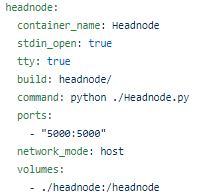 headnode:
  container_name: Headnode
  stdin_open: true
  tty: true
  build: headnode/
  command: python ./Headnode.py
  ports:
    - "5000:5000"
  network_mode: host
  volumes:
    - ./headnode:/headnode